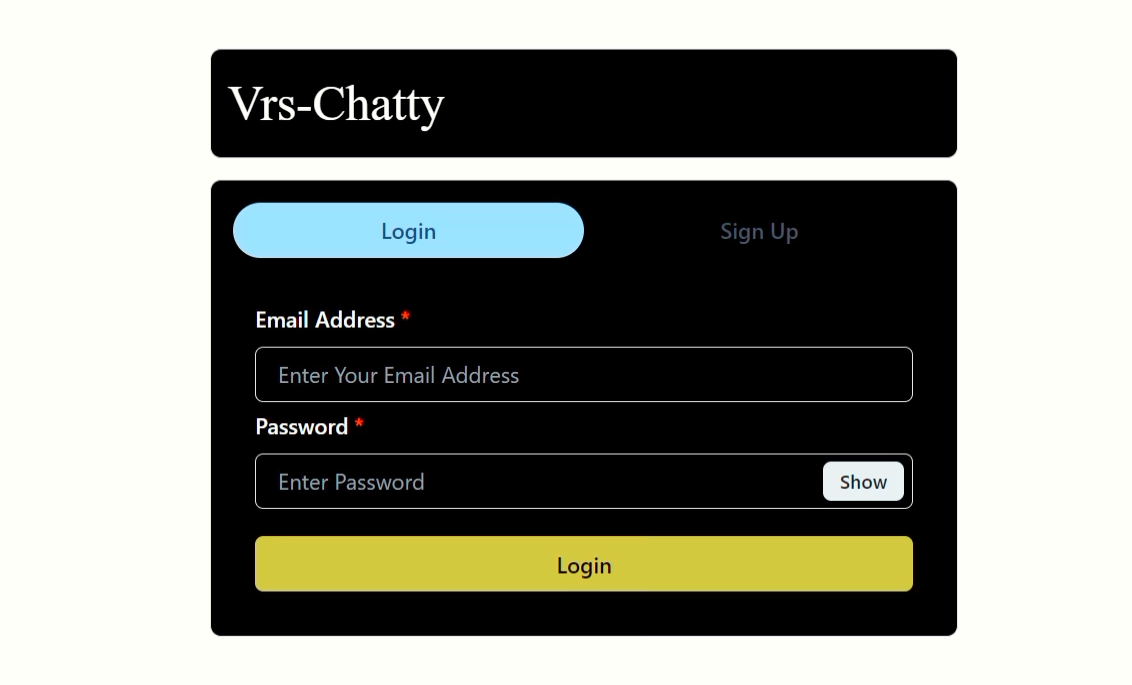 Vrs-Chatty
Login
Sign Up
Email Address *
Enter Your Email Address
Password *
Enter Password
Show
Login